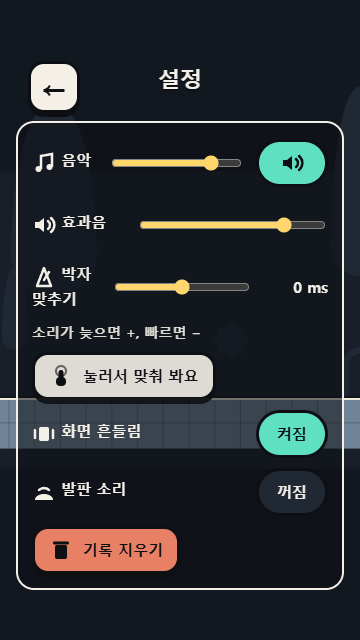 설정
음악
효과음
박자
맞추기
0 ms
소리가 늦으면 +, 빠르면 −
눌러서 맞춰 봐요
화면 흔들림
켜짐
발판 소리
꺼짐
기록 지우기